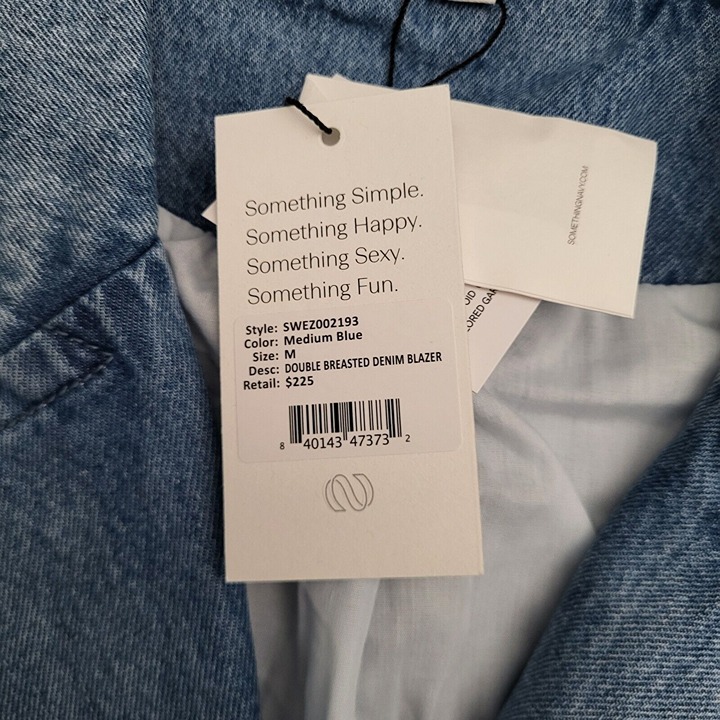 Something Simple.
Something Happy.
Something Sexy.
Something Fun.
Style: SWEZ002193
Color: Medium Blue
Size: M
Desc: DOUBLE BREASTED DENIM BLAZER
Retail: $225
8 40143 47373 2
SOMETHINGNAVY.COM